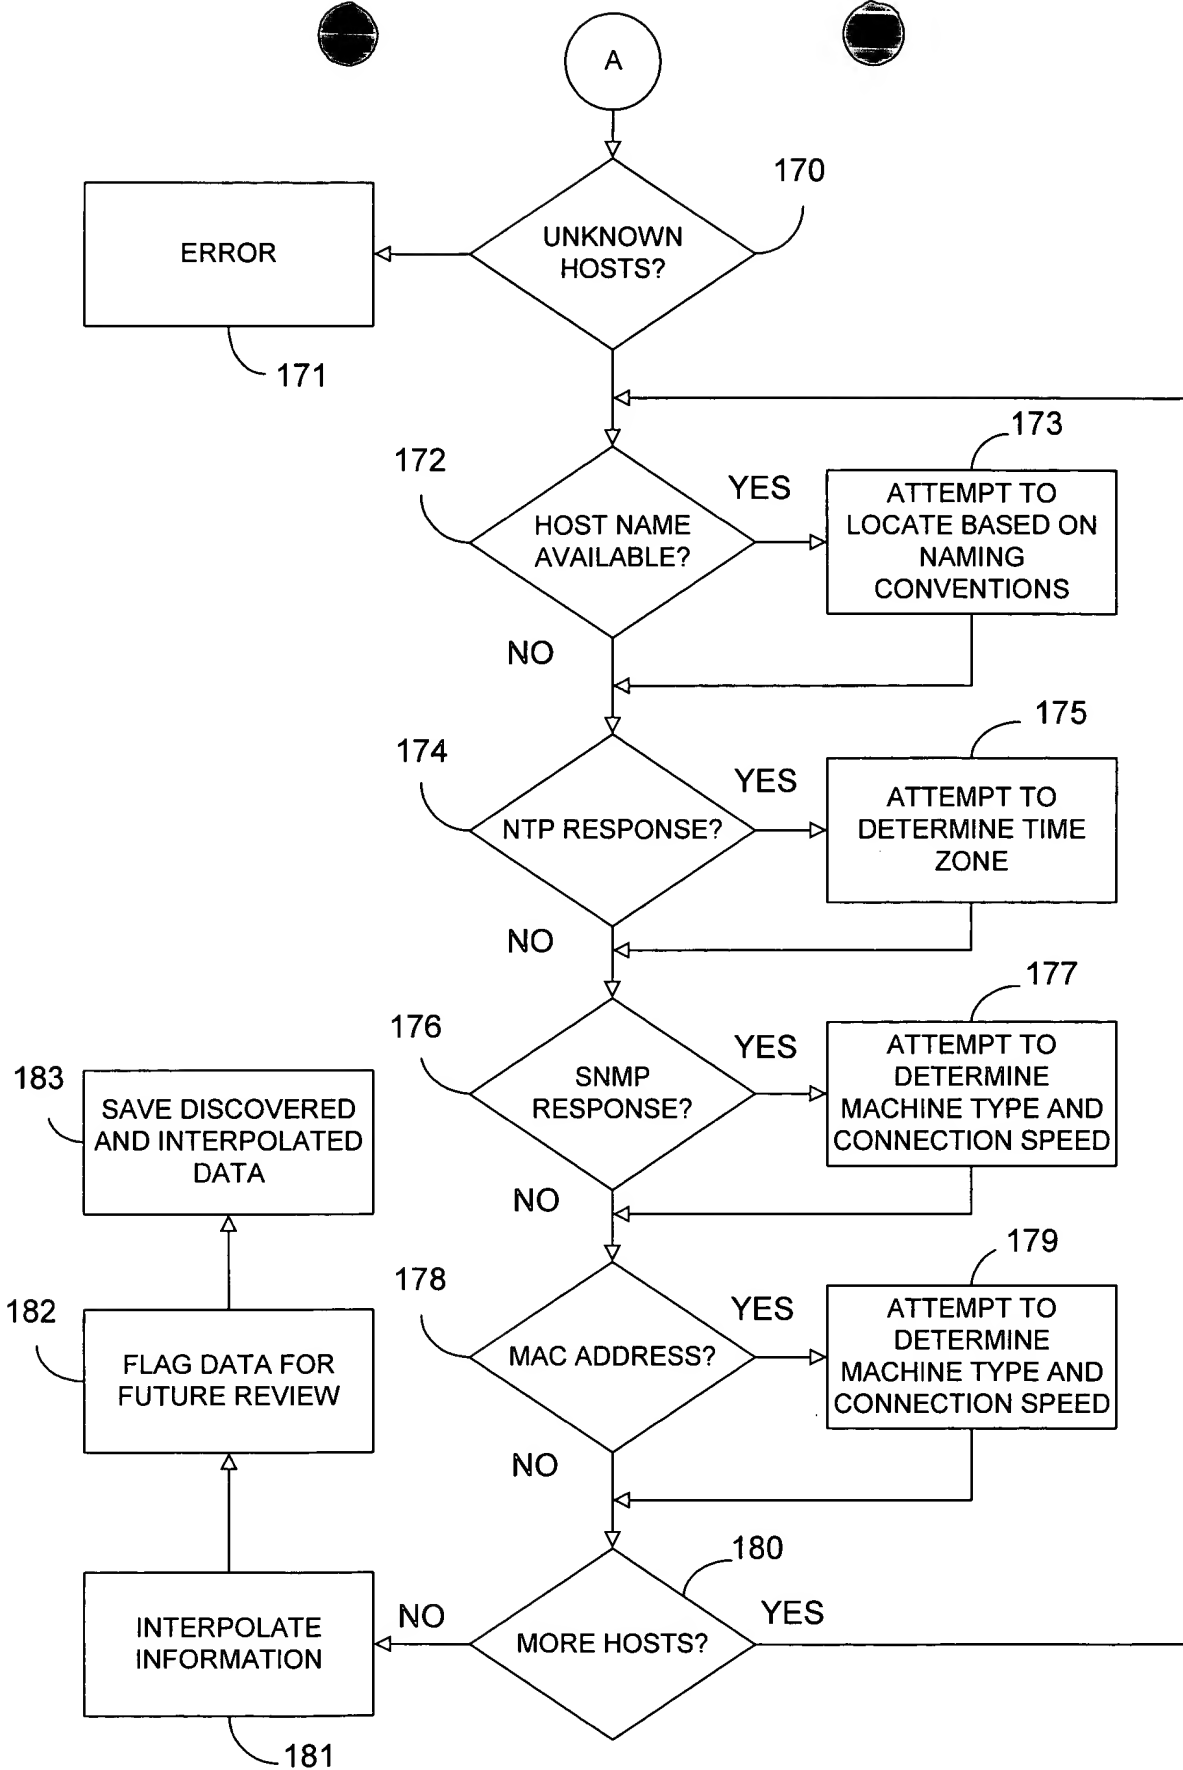 A
170
UNKNOWN
HOSTS?
ERROR
171
172
HOST NAME
AVAILABLE?
YES
173
ATTEMPT TO
LOCATE BASED ON
NAMING
CONVENTIONS
NO
174
NTP RESPONSE?
YES
175
ATTEMPT TO
DETERMINE TIME
ZONE
NO
176
SNMP
RESPONSE?
YES
177
ATTEMPT TO
DETERMINE
MACHINE TYPE AND
CONNECTION SPEED
NO
178
MAC ADDRESS?
YES
179
ATTEMPT TO
DETERMINE
MACHINE TYPE AND
CONNECTION SPEED
NO
180
MORE HOSTS?
YES
NO
INTERPOLATE
INFORMATION
181
182
FLAG DATA FOR
FUTURE REVIEW
183
SAVE DISCOVERED
AND INTERPOLATED
DATA